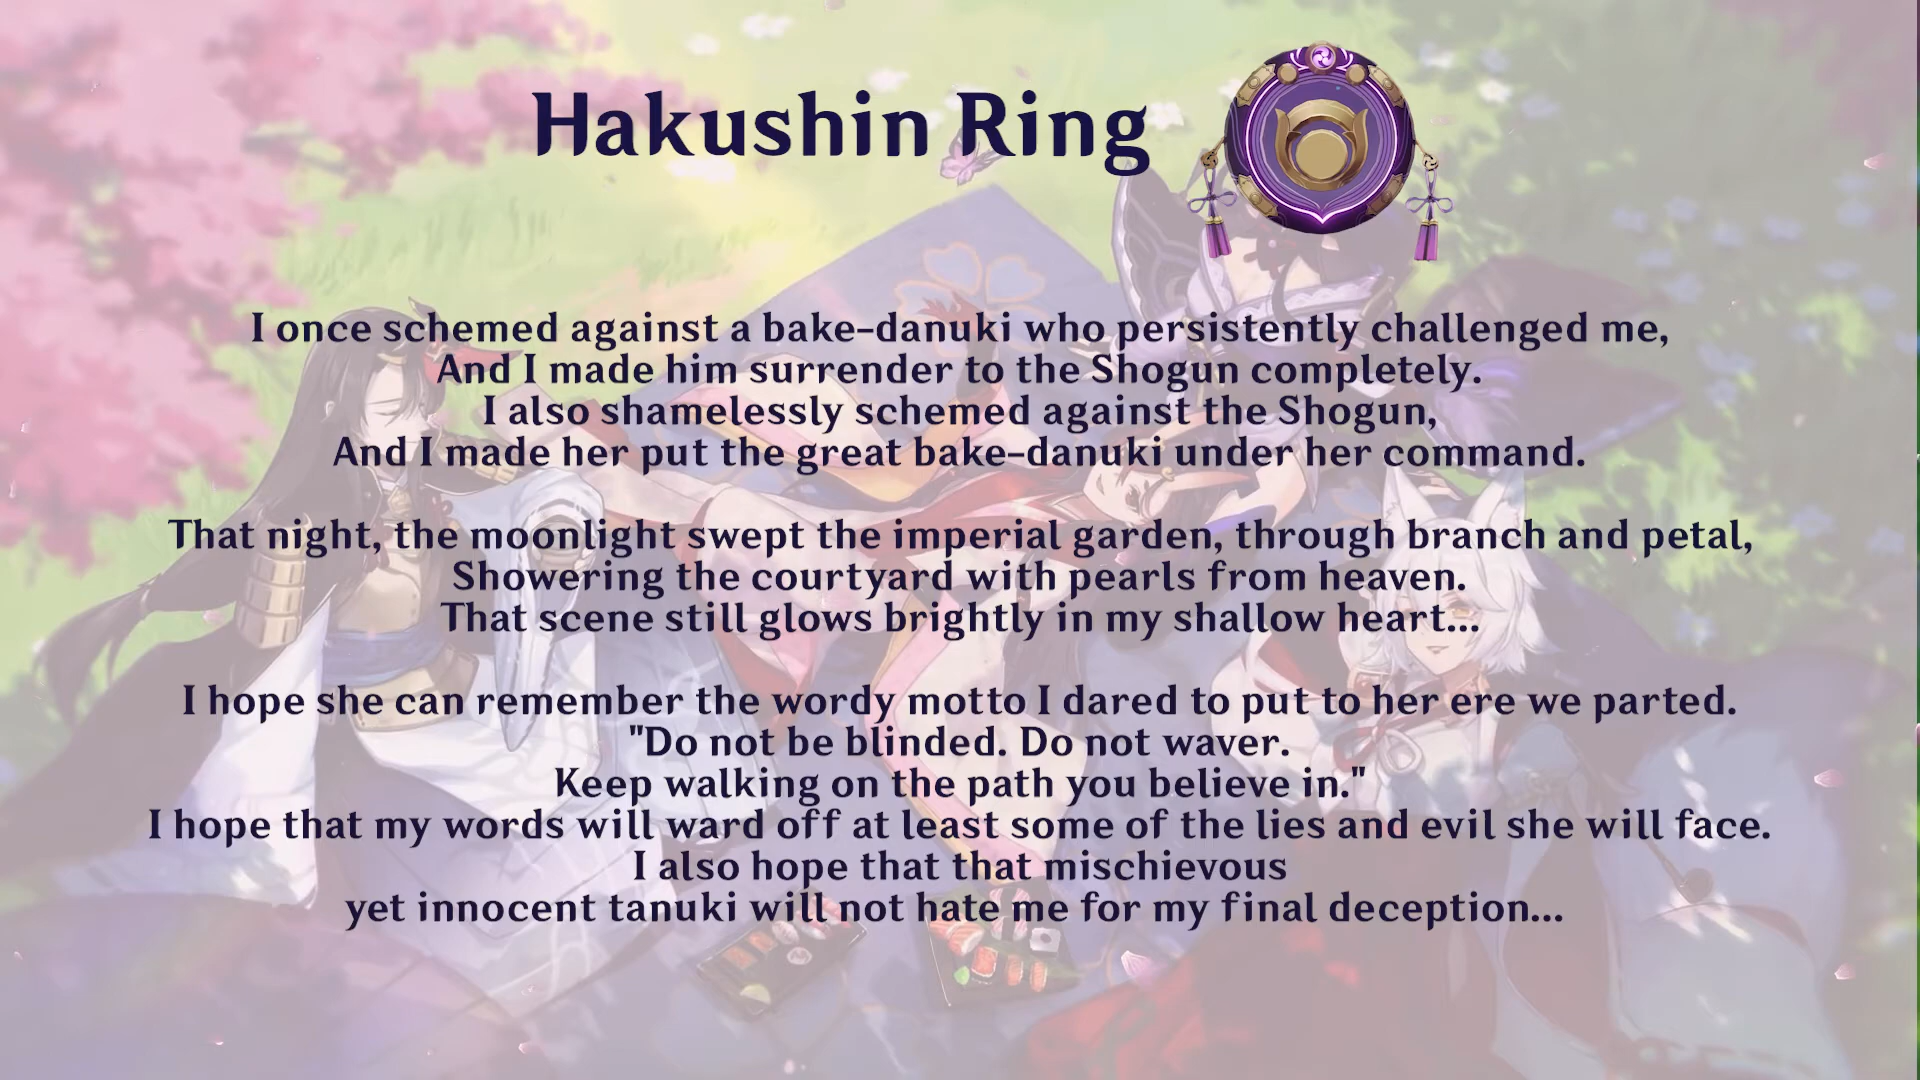 Hakushin Ring
I once schemed against a bake-danuki who persistently challenged me,
And I made him surrender to the Shogun completely.
I also shamelessly schemed against the Shogun,
And I made her put the great bake-danuki under her command.
That night, the moonlight swept the imperial garden, through branch and petal,
Showering the courtyard with pearls from heaven.
That scene still glows brightly in my shallow heart...
I hope she can remember the wordy motto I dared to put to her ere we parted.
"Do not be blinded. Do not waver.
Keep walking on the path you believe in."
I hope that my words will ward off at least some of the lies and evil she will face.
I also hope that that mischievous
yet innocent tanuki will not hate me for my final deception...